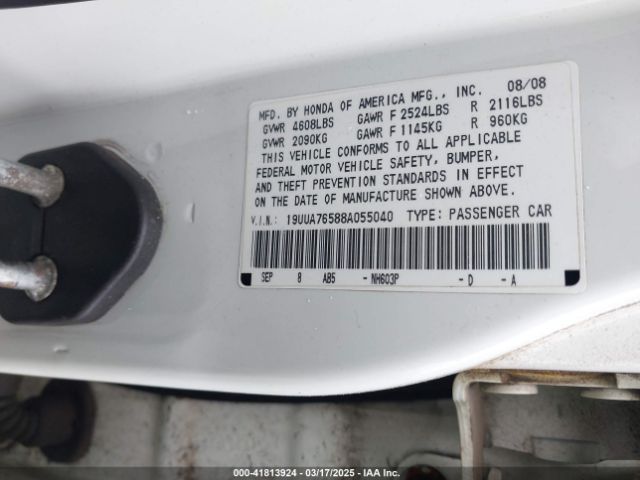 MFD. BY HONDA OF AMERICA MFG., INC. 08/08
GVWR 4608LBS GAWR F 2524LBS R 2116LBS
GVWR 2090KG GAWR F 1145KG R 960KG
THIS VEHICLE CONFORMS TO ALL APPLICABLE
FEDERAL MOTOR VEHICLE SAFETY, BUMPER,
AND THEFT PREVENTION STANDARDS IN EFFECT
ON THE DATE OF MANUFACTURE SHOWN ABOVE.
V.I.N.: 19UUA76588A055040 TYPE: PASSENGER CAR
SEP 8 AB5 -NH603P -D -A
000-41813924 | 03/17/2025 | IAA Inc.